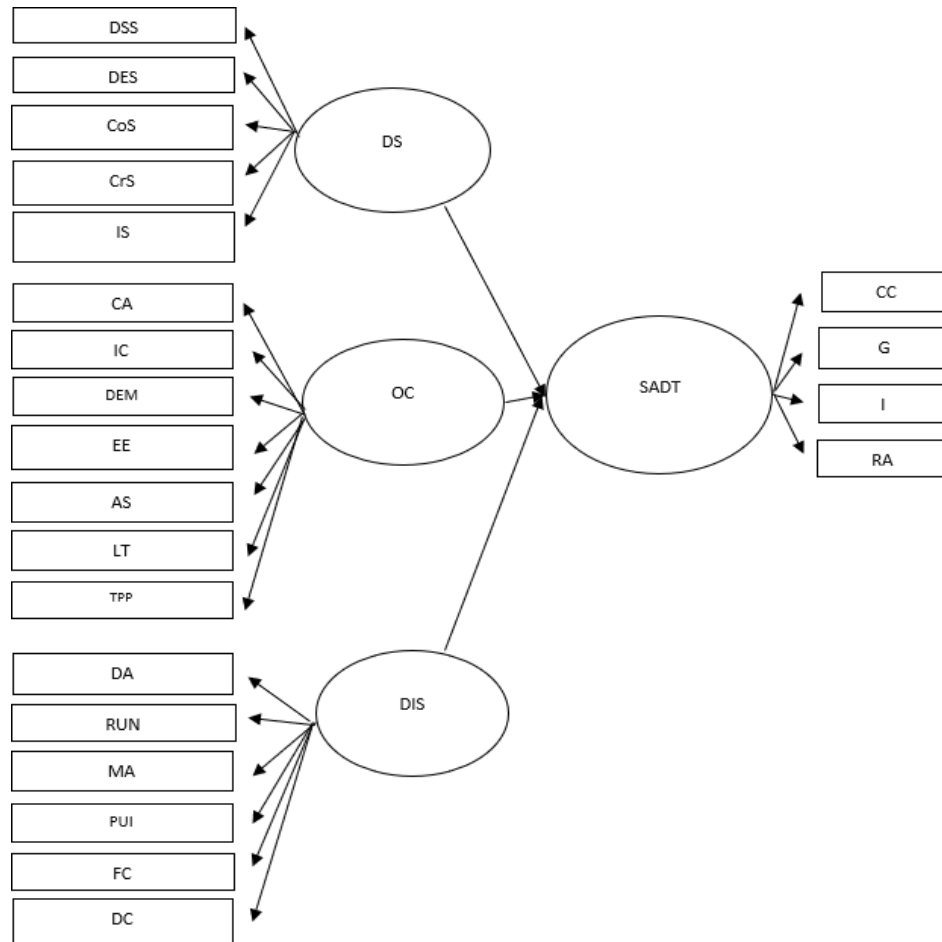 DSS
DES
CoS
CrS
IS
DS
CA
IC
DEM
EE
AS
LT
TPP
OC
DA
RUN
MA
PUI
FC
DC
DIS
SADT
CC
G
I
RA